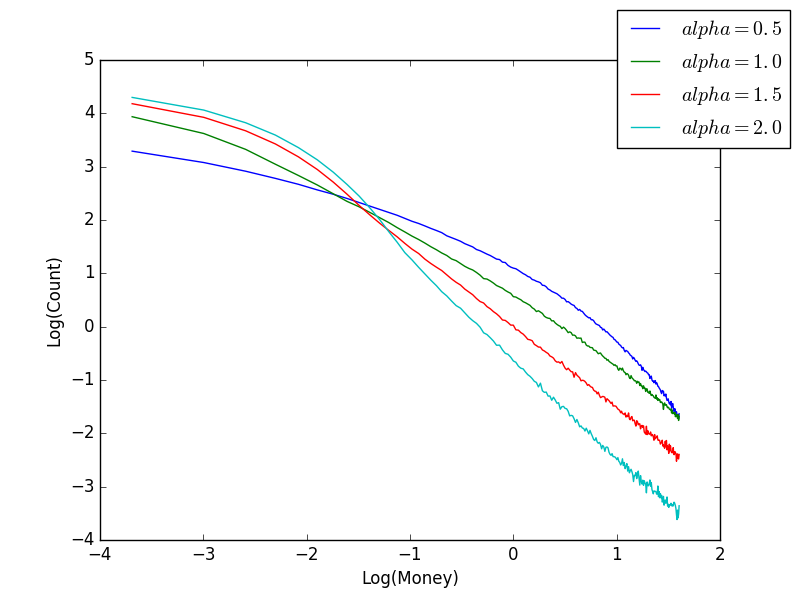 alpha = 0.5
alpha = 1.0
alpha = 1.5
alpha = 2.0
5
4
3
2
1
0
−1
−2
−3
−4
Log(Count)
−4 −3 −2 −1 0 1 2
Log(Money)